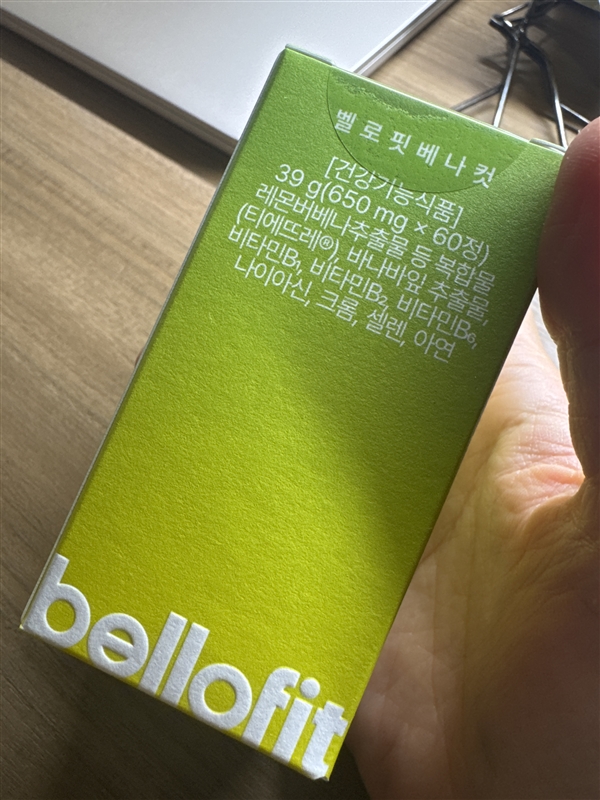 벨로핏베나컷
[건강기능식품]
39 g(650 mg × 60정)
레몬버베나추출물 등 복합물
(티에뜨레®), 바나바잎 추출물,
비타민B₁, 비타민B₂, 비타민B₆,
나이아신, 크롬, 셀렌, 아연
bellofit